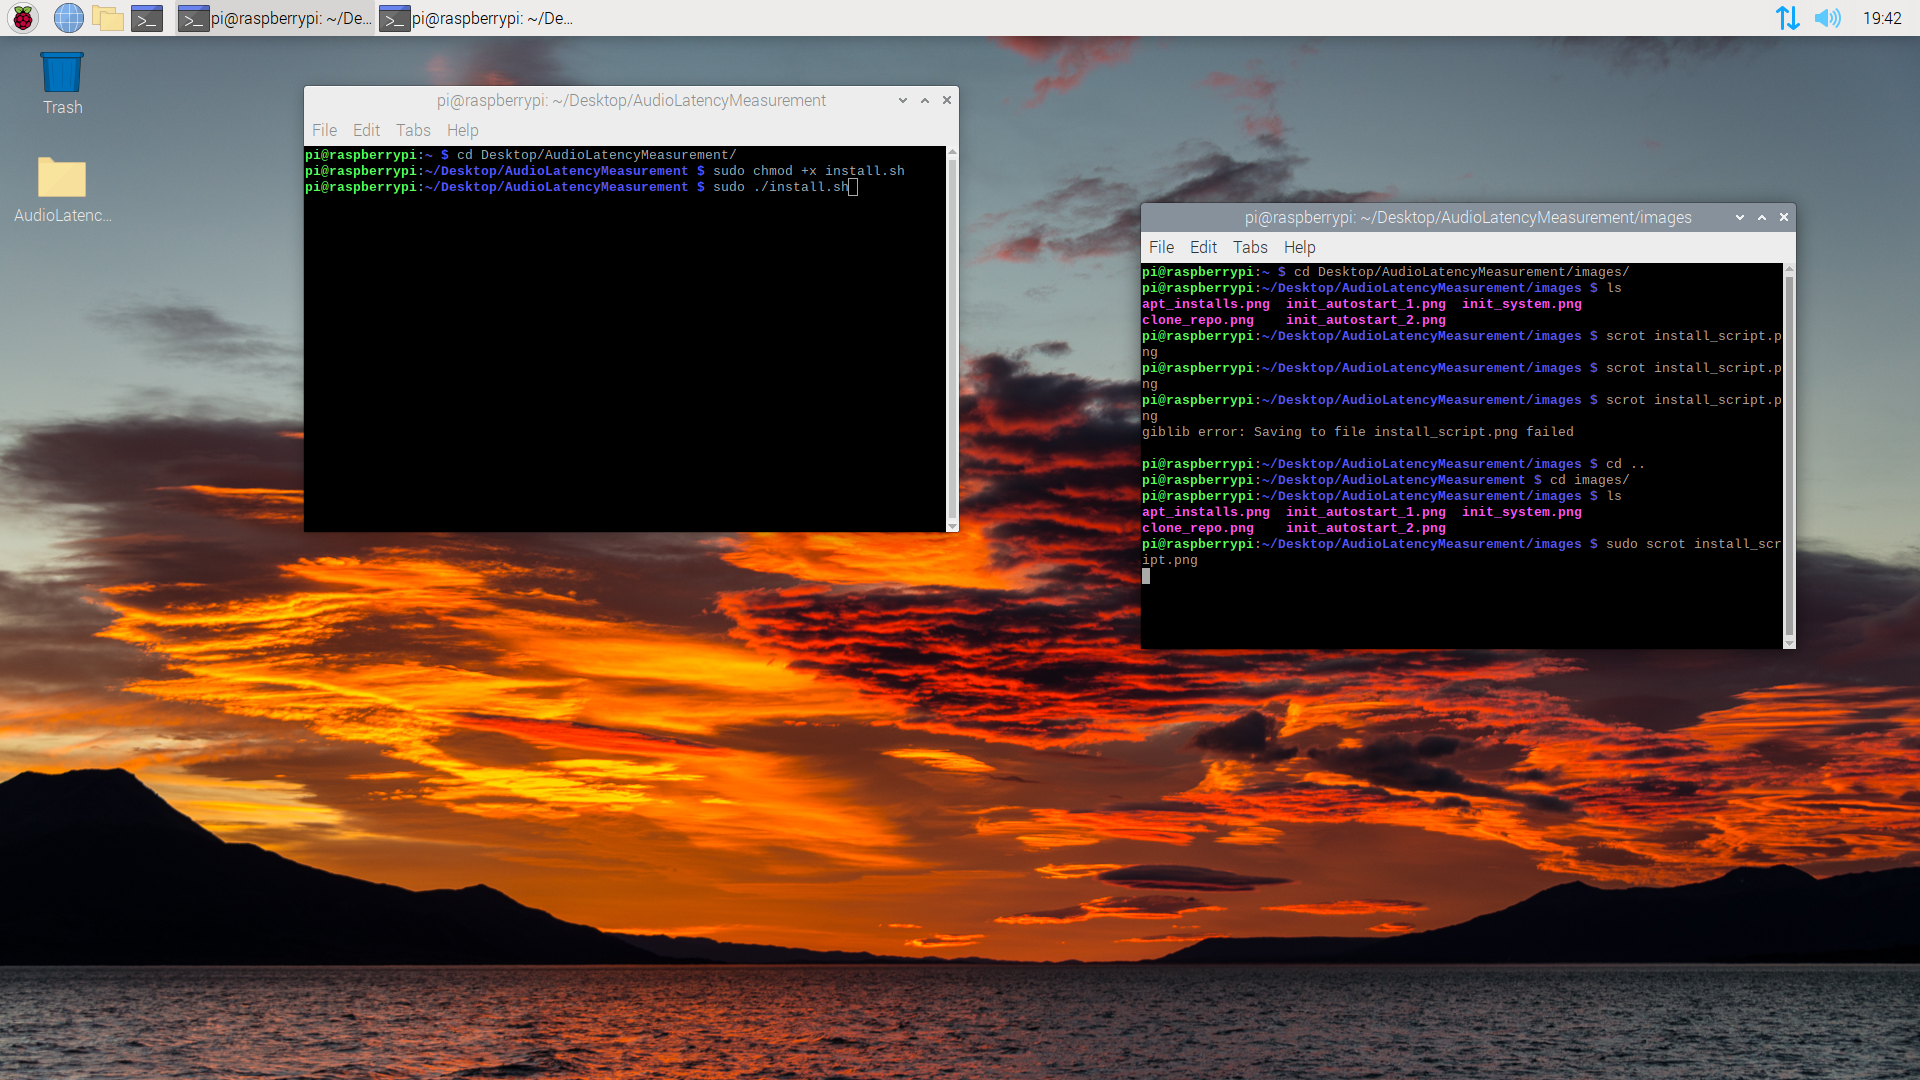 pi@raspberrypi: ~/De...
pi@raspberrypi: ~/De...
19:42
Trash
AudioLatenc...
pi@raspberrypi: ~/Desktop/AudioLatencyMeasurement
File Edit Tabs Help
pi@raspberrypi:~ $ cd Desktop/AudioLatencyMeasurement/
pi@raspberrypi:~/Desktop/AudioLatencyMeasurement $ sudo chmod +x install.sh
pi@raspberrypi:~/Desktop/AudioLatencyMeasurement $ sudo ./install.sh
pi@raspberrypi: ~/Desktop/AudioLatencyMeasurement/images
File Edit Tabs Help
pi@raspberrypi:~ $ cd Desktop/AudioLatencyMeasurement/images/
pi@raspberrypi:~/Desktop/AudioLatencyMeasurement/images $ ls
apt_installs.png  init_autostart_1.png  init_system.png
clone_repo.png    init_autostart_2.png
pi@raspberrypi:~/Desktop/AudioLatencyMeasurement/images $ scrot install_script.p
ng
pi@raspberrypi:~/Desktop/AudioLatencyMeasurement/images $ scrot install_script.p
ng
pi@raspberrypi:~/Desktop/AudioLatencyMeasurement/images $ scrot install_script.p
ng
giblib error: Saving to file install_script.png failed
pi@raspberrypi:~/Desktop/AudioLatencyMeasurement/images $ cd ..
pi@raspberrypi:~/Desktop/AudioLatencyMeasurement $ cd images/
pi@raspberrypi:~/Desktop/AudioLatencyMeasurement/images $ ls
apt_installs.png  init_autostart_1.png  init_system.png
clone_repo.png    init_autostart_2.png
pi@raspberrypi:~/Desktop/AudioLatencyMeasurement/images $ sudo scrot install_scr
ipt.png